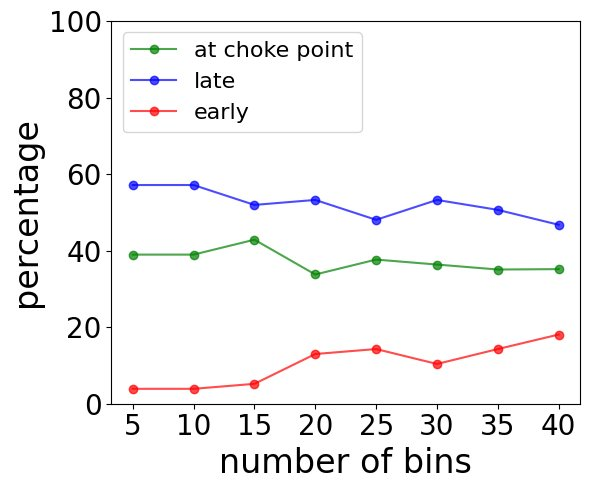 100
80
60
40
20
0
percentage
at choke point
late
early
5 10 15 20 25 30 35 40
number of bins